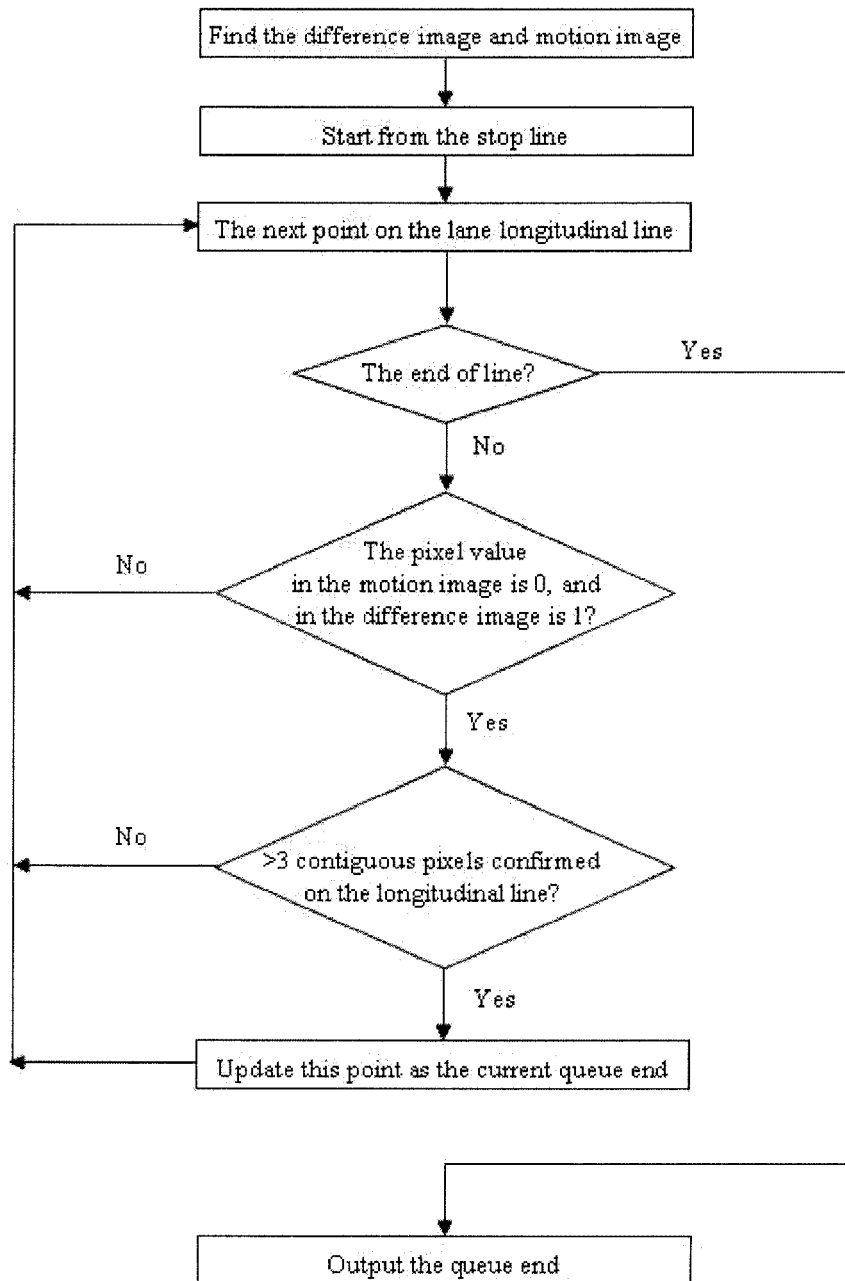 Find the difference image and motion image
Start from the stop line
The next point on the lane longitudinal line
The end of line?
Yes
No
The pixel value
in the motion image is 0, and
in the difference image is 1?
No
Yes
>3 contiguous pixels confirmed
on the longitudinal line?
No
Yes
Update this point as the current queue end
Output the queue end